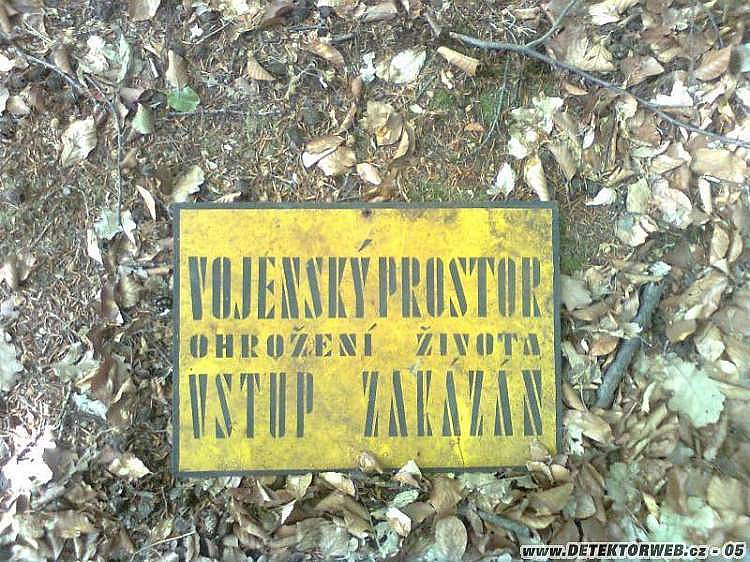 VOJENSKÝ PROSTOR
OHROŽENÍ ŽIVOTA
VSTUP ZAKÁZÁN
www.DETEKTORWEB.cz - 05